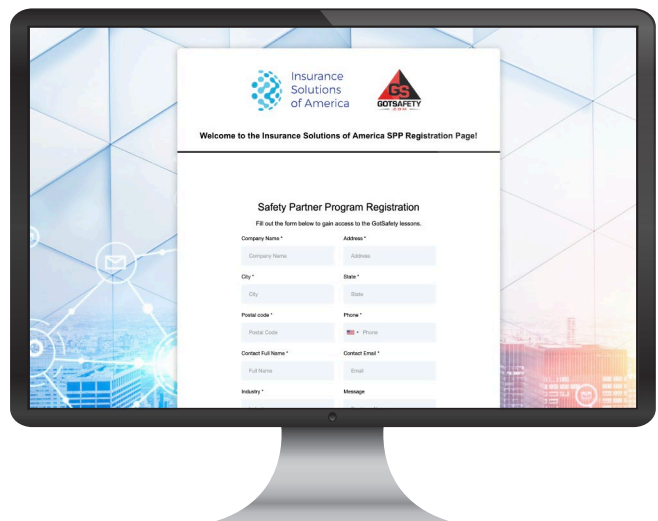 Insurance
Solutions
of America
GS
GOTSAFETY
.COM
Welcome to the Insurance Solutions of America SPP Registration Page!
Safety Partner Program Registration
Fill out the form below to gain access to the GotSafety lessons.
Company Name * Address *
Company Name Address
City * State *
City State
Postal code * Phone *
Postal Code Phone
Contact Full Name * Contact Email *
Full Name Email
Industry * Message